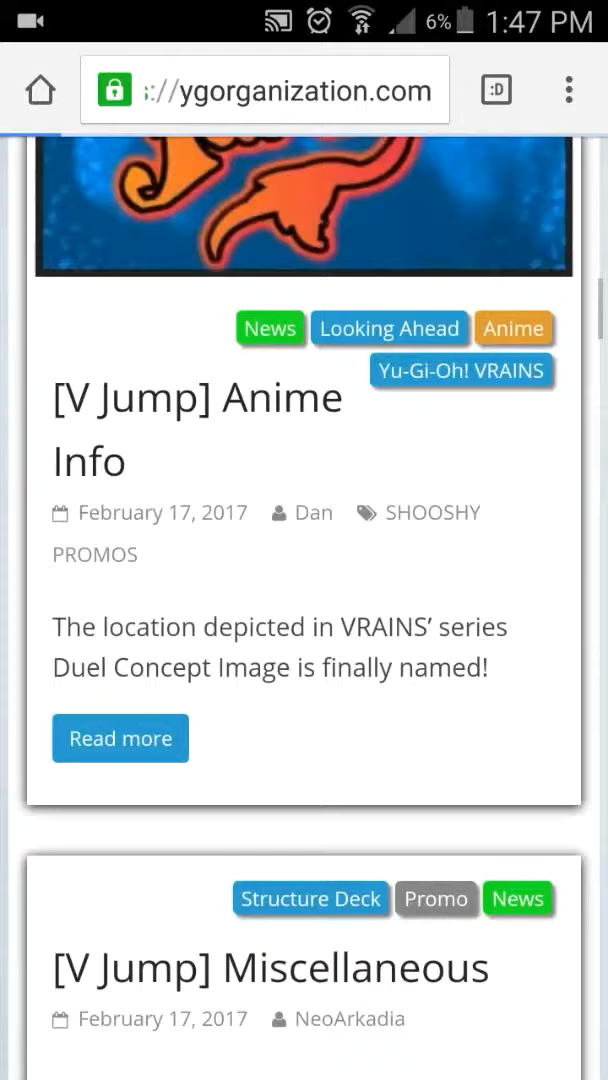 6% 1:47 PM
s://ygorganization.com :D
News Looking Ahead Anime
Yu-Gi-Oh! VRAINS
[V Jump] Anime
Info
February 17, 2017 Dan SHOOSHY
PROMOS
The location depicted in VRAINS’ series
Duel Concept Image is finally named!
Read more
Structure Deck Promo News
[V Jump] Miscellaneous
February 17, 2017 NeoArkadia